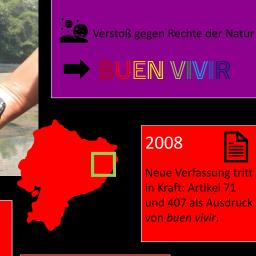 Verstoß gegen Rechte der Natur
BUEN VIVIR
2008
Neue Verfassung tritt
in Kraft: Artikel 71
und 407 als Ausdruck
von buen vivir.